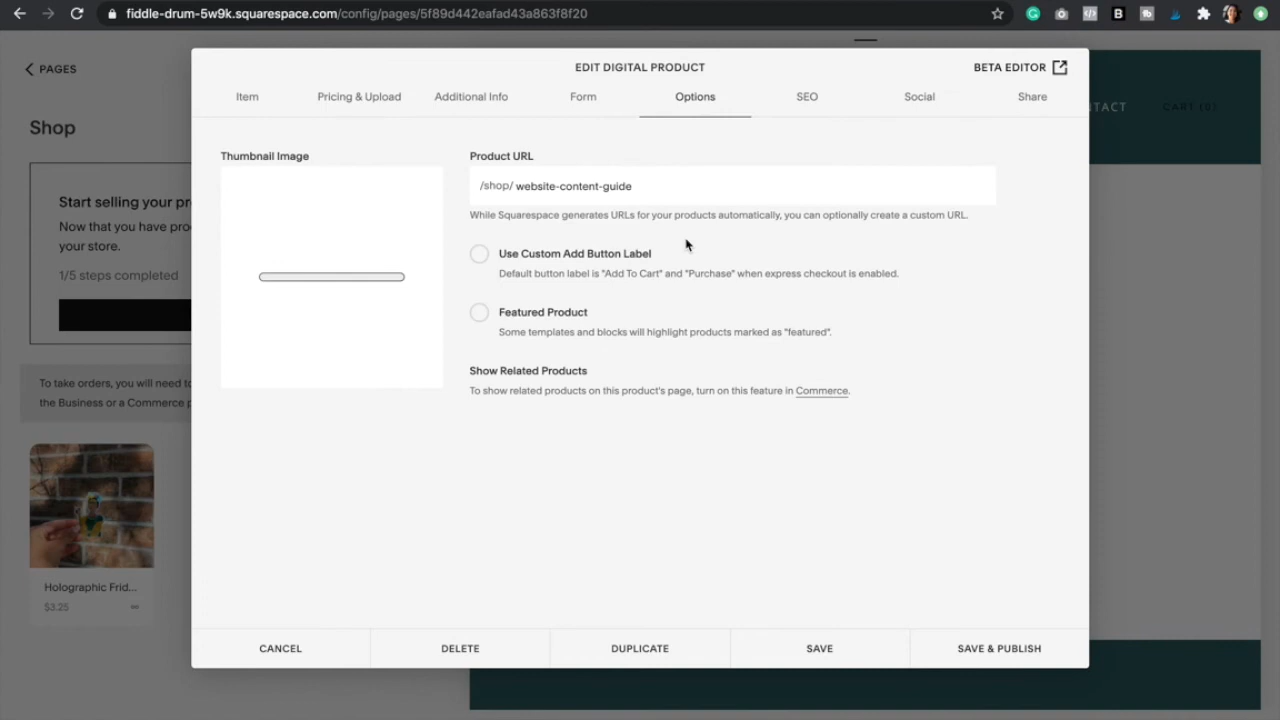 fiddle-drum-5w9k.squarespace.com/config/pages/5f89d442eafad43a863f8f20
PAGES
EDIT DIGITAL PRODUCT
BETA EDITOR
Item
Pricing & Upload
Additional Info
Form
Options
SEO
Social
Share
TACT
CART (0)
Shop
Thumbnail Image
Product URL
/shop/ website-content-guide
While Squarespace generates URLs for your products automatically, you can optionally create a custom URL.
Start selling your pr
Now that you have pro
your store.
1/5 steps completed
Use Custom Add Button Label
Default button label is "Add To Cart" and "Purchase" when express checkout is enabled.
Featured Product
Some templates and blocks will highlight products marked as "featured".
Show Related Products
To show related products on this product's page, turn on this feature in Commerce.
To take orders, you will need to
the Business or a Commerce p
Holographic Frid...
$3.25
∞
CANCEL
DELETE
DUPLICATE
SAVE
SAVE & PUBLISH